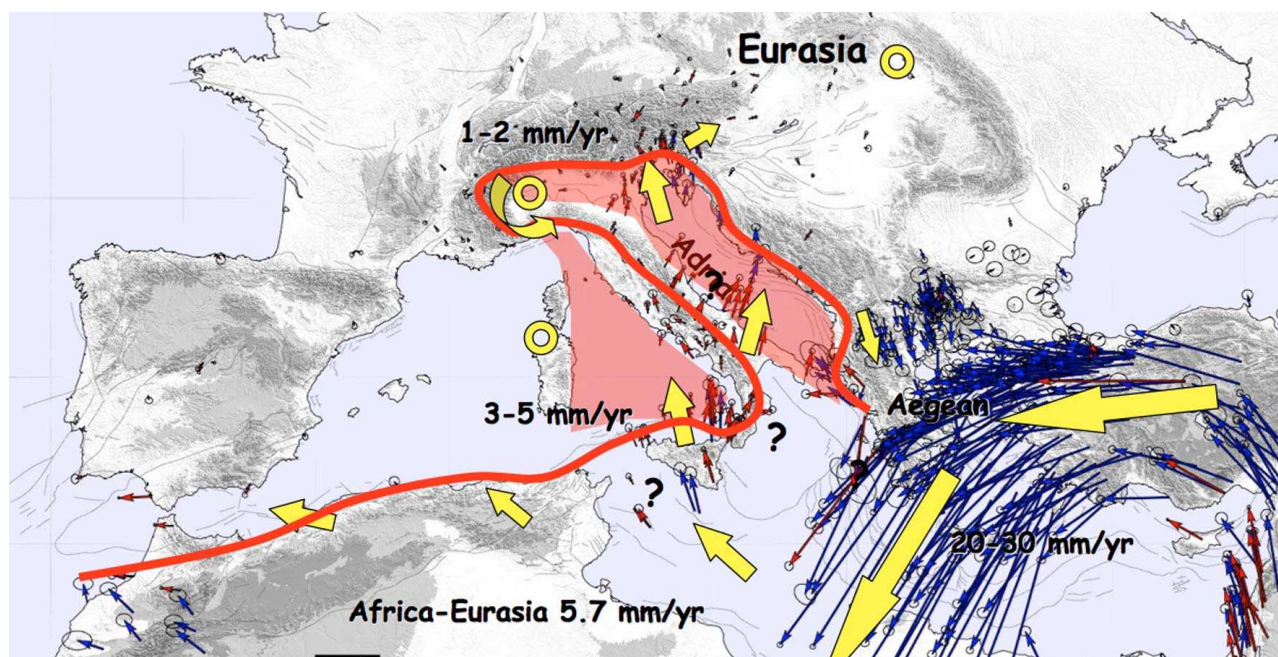 Eurasia
1-2 mm/yr
Adria
?
3-5 mm/yr
Aegean
?
?
?
20-30 mm/yr
Africa-Eurasia 5.7 mm/yr